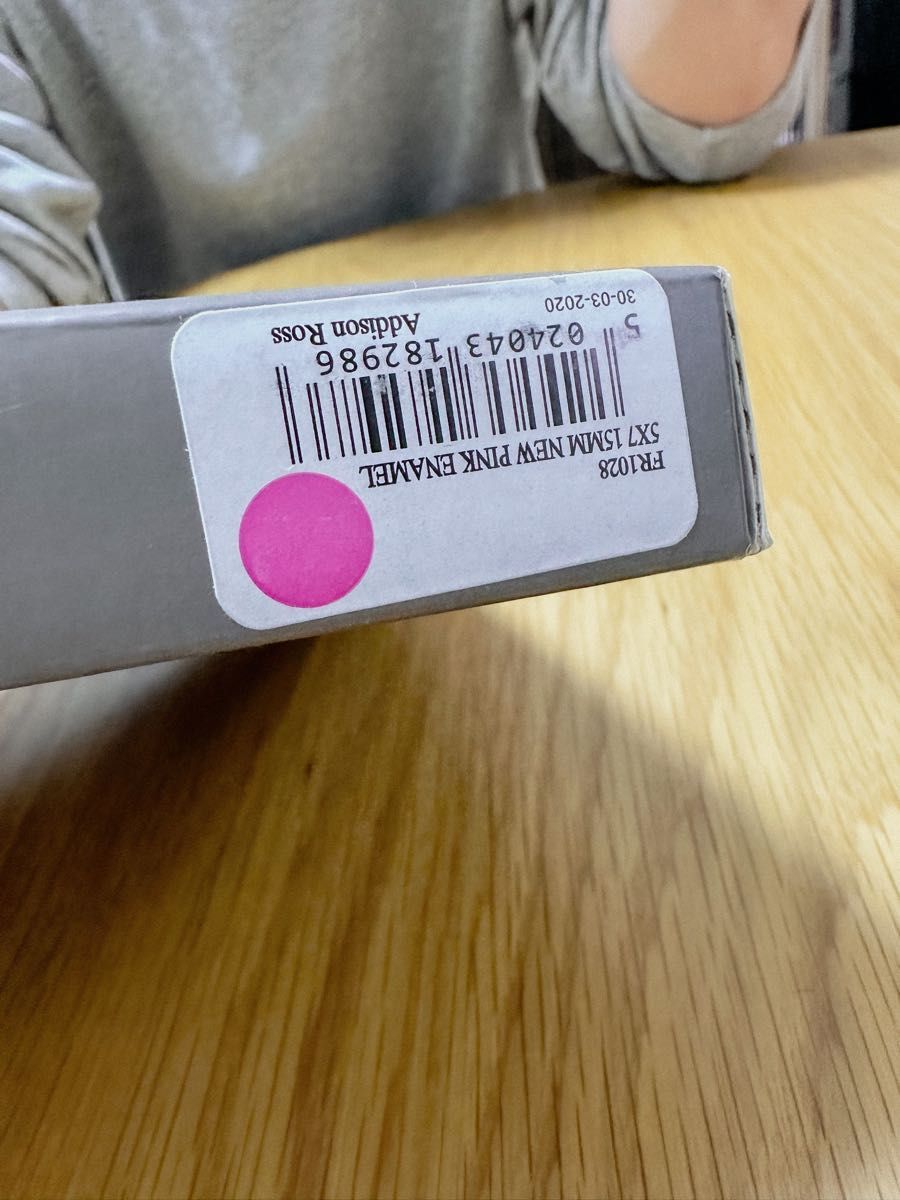 FR1028
5X7 15MM NEW PINK ENAMEL
5 024043 182986
30-03-2020
Addison Ross